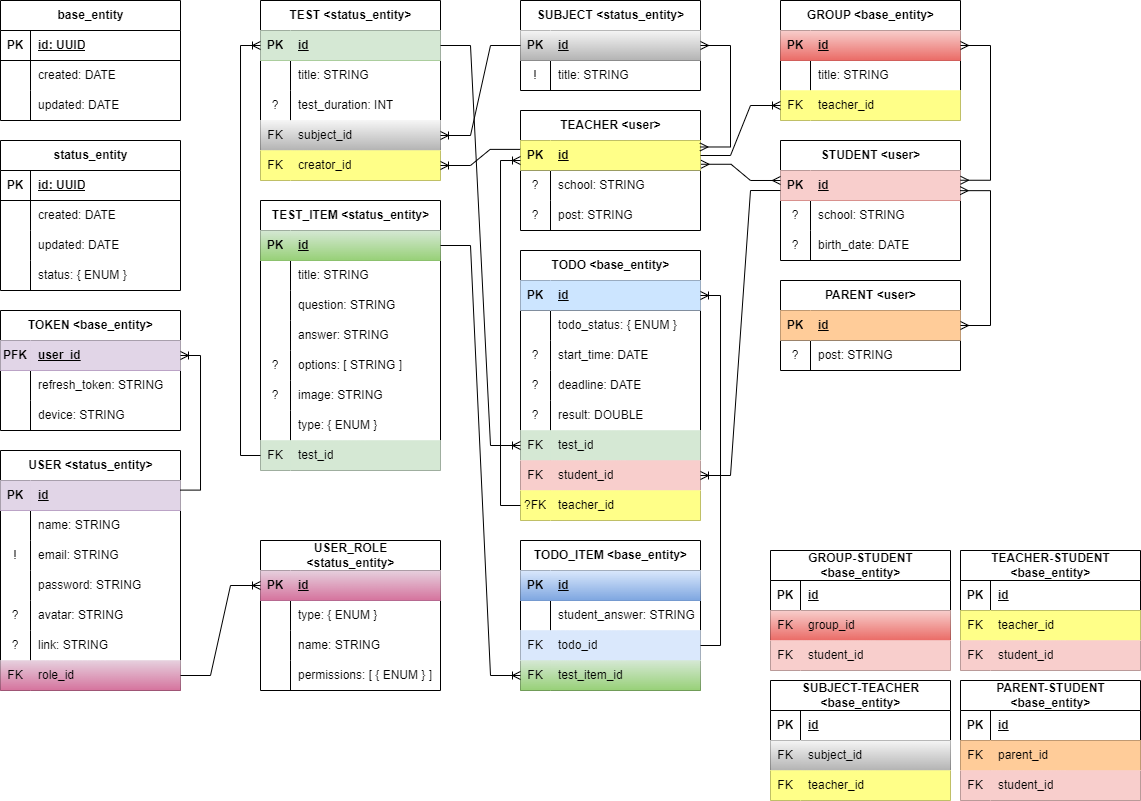 base_entity
PK id: UUID
created: DATE
updated: DATE
status_entity
PK id: UUID
created: DATE
updated: DATE
status: { ENUM }
TOKEN <base_entity>
PFK user_id
refresh_token: STRING
device: STRING
USER <status_entity>
PK id
name: STRING
! email: STRING
password: STRING
? avatar: STRING
? link: STRING
FK role_id
TEST <status_entity>
PK id
title: STRING
? test_duration: INT
FK subject_id
FK creator_id
TEST_ITEM <status_entity>
PK id
title: STRING
question: STRING
answer: STRING
? options: [ STRING ]
? image: STRING
type: { ENUM }
FK test_id
USER_ROLE
<status_entity>
PK id
type: { ENUM }
name: STRING
permissions: [ { ENUM } ]
SUBJECT <status_entity>
PK id
! title: STRING
TEACHER <user>
PK id
? school: STRING
? post: STRING
TODO <base_entity>
PK id
todo_status: { ENUM }
? start_time: DATE
? deadline: DATE
? result: DOUBLE
FK test_id
FK student_id
?FK teacher_id
TODO_ITEM <base_entity>
PK id
student_answer: STRING
FK todo_id
FK test_item_id
GROUP <base_entity>
PK id
title: STRING
FK teacher_id
STUDENT <user>
PK id
? school: STRING
? birth_date: DATE
PARENT <user>
PK id
? post: STRING
GROUP-STUDENT
<base_entity>
PK id
FK group_id
FK student_id
TEACHER-STUDENT
<base_entity>
PK id
FK teacher_id
FK student_id
SUBJECT-TEACHER
<base_entity>
PK id
FK subject_id
FK teacher_id
PARENT-STUDENT
<base_entity>
PK id
FK parent_id
FK student_id